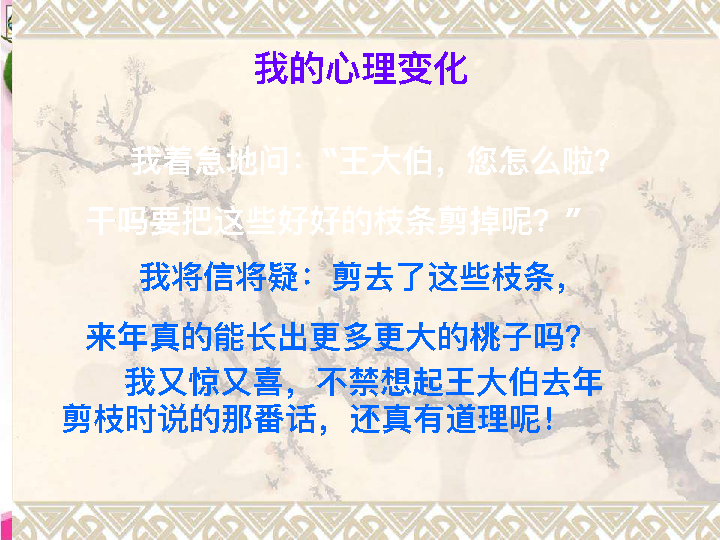 我的心理变化
我着急地问：“王大伯，您怎么啦？
干吗要把这些好好的枝条剪掉呢？”
我将信将疑：剪去了这些枝条，
来年真的能长出更多更大的桃子吗？
我又惊又喜，不禁想起王大伯去年
剪枝时说的那番话，还真有道理呢！